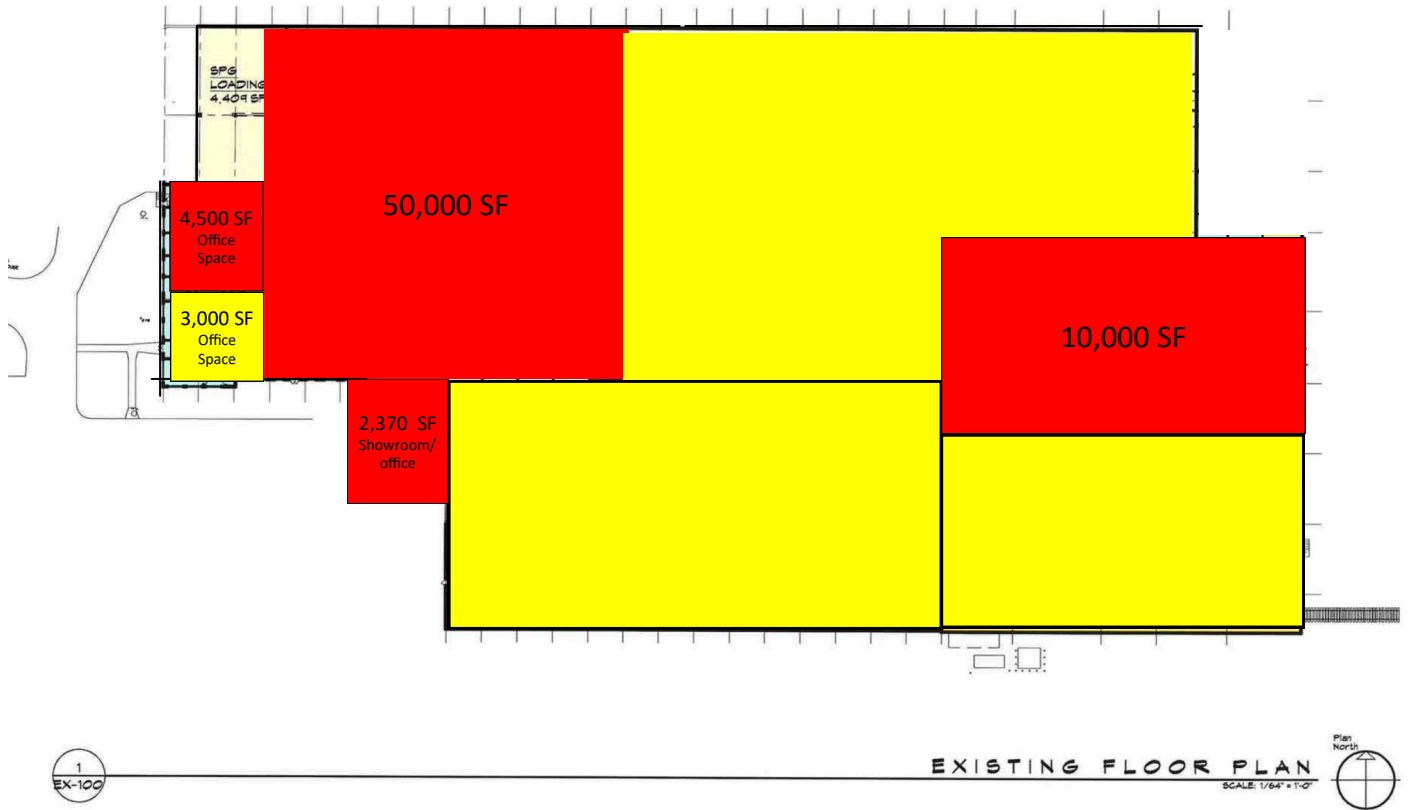 SPG
LOADING
4,409 SF
50,000 SF
4,500 SF
Office
Space
3,000 SF
Office
Space
10,000 SF
2,370 SF
Showroom/
office
1
EX-100
EXISTING FLOOR PLAN
SCALE: 1/64" = 1'-0"
Plan
North